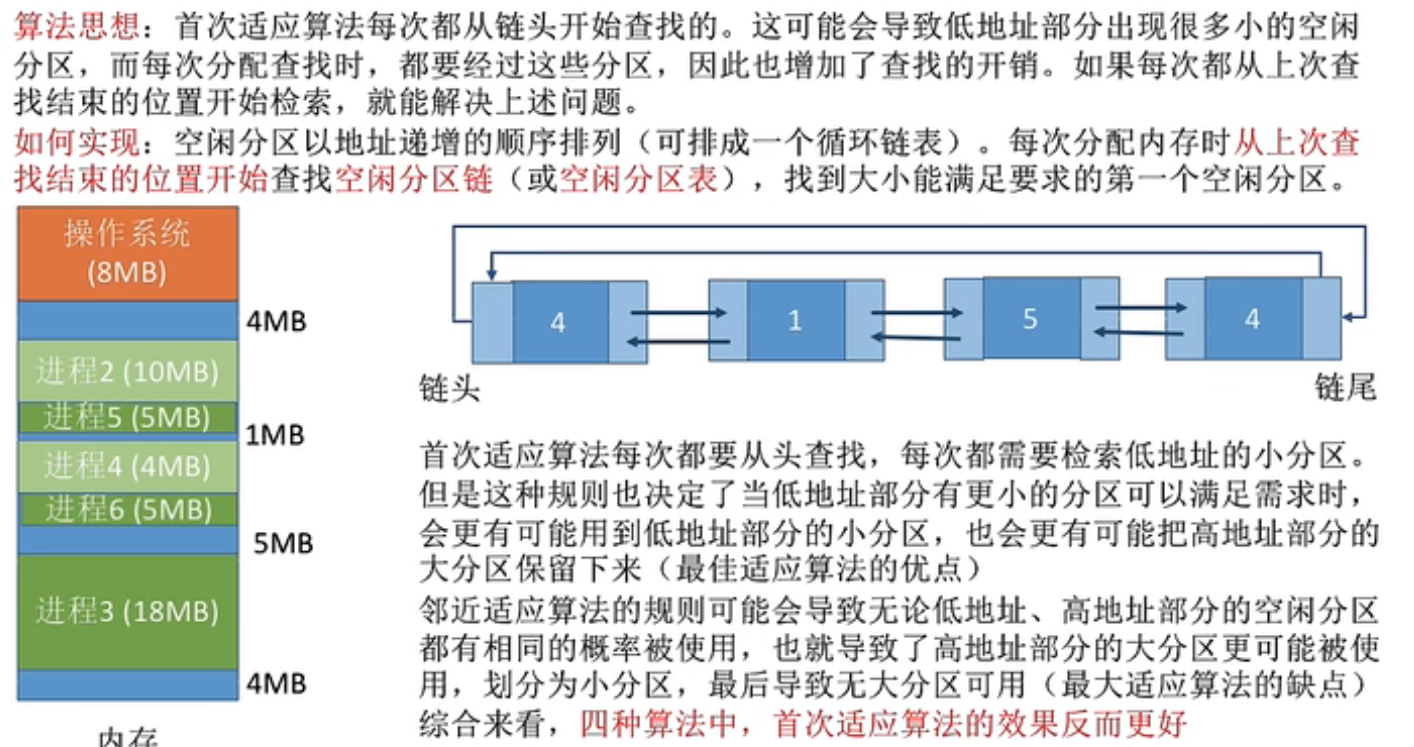 算法思想：首次适应算法每次都从链头开始查找的。这可能会导致低地址部分出现很多小的空闲
分区，而每次分配查找时，都要经过这些分区，因此也增加了查找的开销。如果每次都从上次查
找结束的位置开始检索，就能解决上述问题。
如何实现：空闲分区以地址递增的顺序排列（可排成一个循环链表）。每次分配内存时从上次查
找结束的位置开始查找空闲分区链（或空闲分区表），找到大小能满足要求的第一个空闲分区。
操作系统
(8MB)
4MB
进程2 (10MB)
进程5 (5MB)
1MB
进程4 (4MB)
进程6 (5MB)
5MB
进程3 (18MB)
4MB
内存
4
1
5
4
链头
链尾
首次适应算法每次都要从头查找，每次都需要检索低地址的小分区。
但是这种规则也决定了当低地址部分有更小的分区可以满足需求时，
会更有可能用到低地址部分的小分区，也会更有可能把高地址部分的
大分区保留下来（最佳适应算法的优点）
邻近适应算法的规则可能会导致无论低地址、高地址部分的空闲分区
都有相同的概率被使用，也就导致了高地址部分的大分区更可能被使
用，划分为小分区，最后导致无大分区可用（最大适应算法的缺点）
综合来看，四种算法中，首次适应算法的效果反而更好